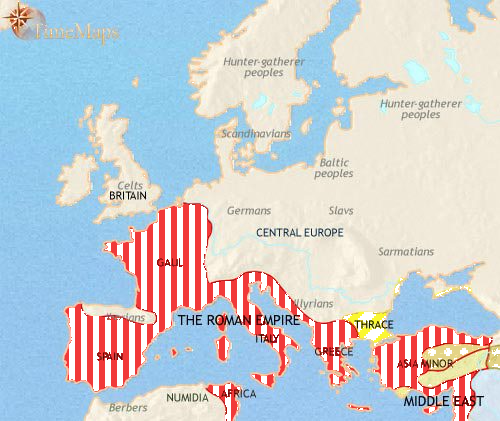 TimeMaps
Hunter-gatherer
peoples
Hunter-gatherer
peoples
Scandinavians
Baltic
peoples
Celts
BRITAIN
Germans
Slavs
CENTRAL EUROPE
Sarmatians
GAUL
Illyrians
Iberians
THE ROMAN EMPIRE
THRACE
ITALY
SPAIN
GREECE
ASIA MINOR
NUMIDIA
AFRICA
MIDDLE EAST
Berbers